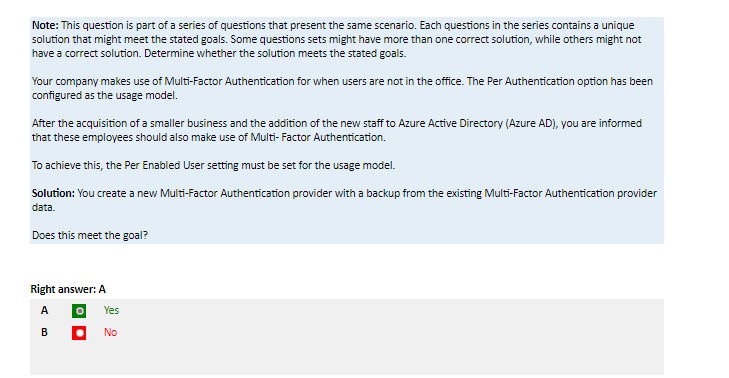 Note: This question is part of a series of questions that present the same scenario. Each questions in the series contains a unique
solution that might meet the stated goals. Some questions sets might have more than one correct solution, while others might not
have a correct solution. Determine whether the solution meets the stated goals.
Your company makes use of Multi-Factor Authentication for when users are not in the office. The Per Authentication option has been
configured as the usage model.
After the acquisition of a smaller business and the addition of the new staff to Azure Active Directory (Azure AD), you are informed
that these employees should also make use of Multi- Factor Authentication.
To achieve this, the Per Enabled User setting must be set for the usage model.
Solution: You create a new Multi-Factor Authentication provider with a backup from the existing Multi-Factor Authentication provider
data.
Does this meet the goal?
Right answer: A
A Yes
B No